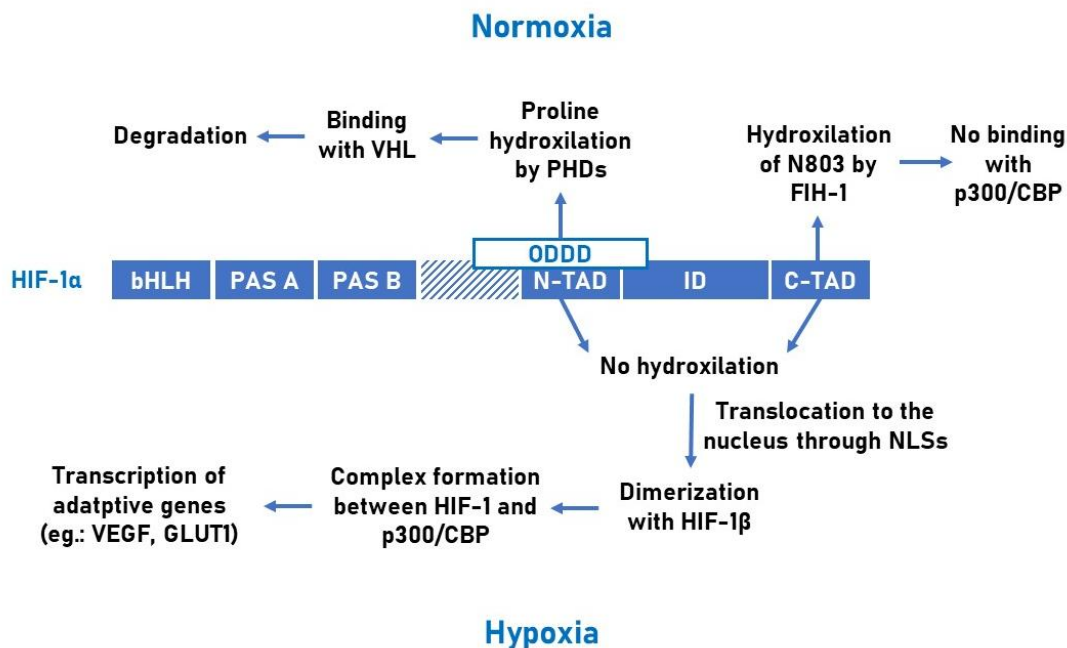 Normoxia
Degradation
Binding
with VHL
Proline
hydroxilation
by PHDs
Hydroxilation
of N803 by
FIH-1
No binding
with
p300/CBP
ODDD
HIF-1α
bHLH
PAS A
PAS B
N-TAD
ID
C-TAD
No hydroxilation
Translocation to the
nucleus through NLSs
Dimerization
with HIF-1β
Complex formation
between HIF-1 and
p300/CBP
Transcription of
adatptive genes
(eg.: VEGF, GLUT1)
Hypoxia